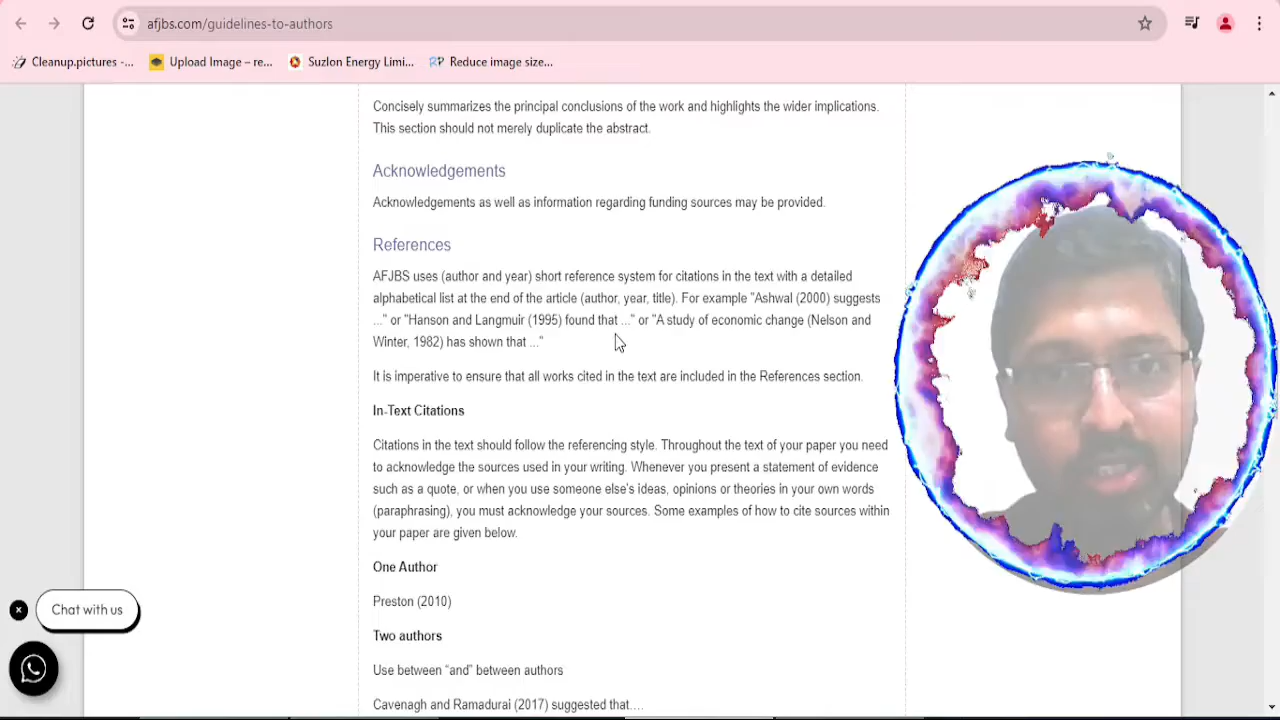 afjbs.com/guidelines-to-authors
Cleanup.pictures -...
Upload Image – re...
Suzlon Energy Limi...
Reduce image size...
Concisely summarizes the principal conclusions of the work and highlights the wider implications.
This section should not merely duplicate the abstract.
Acknowledgements
Acknowledgements as well as information regarding funding sources may be provided.
References
AFJBS uses (author and year) short reference system for citations in the text with a detailed
alphabetical list at the end of the article (author, year, title). For example "Ashwal (2000) suggests
..." or "Hanson and Langmuir (1995) found that ..." or "A study of economic change (Nelson and
Winter, 1982) has shown that ..."
It is imperative to ensure that all works cited in the text are included in the References section.
In-Text Citations
Citations in the text should follow the referencing style. Throughout the text of your paper you need
to acknowledge the sources used in your writing. Whenever you present a statement of evidence
such as a quote, or when you use someone else's ideas, opinions or theories in your own words
(paraphrasing), you must acknowledge your sources. Some examples of how to cite sources within
your paper are given below.
One Author
Preston (2010)
Two authors
Use between “and” between authors
Cavenagh and Ramadurai (2017) suggested that....
Chat with us